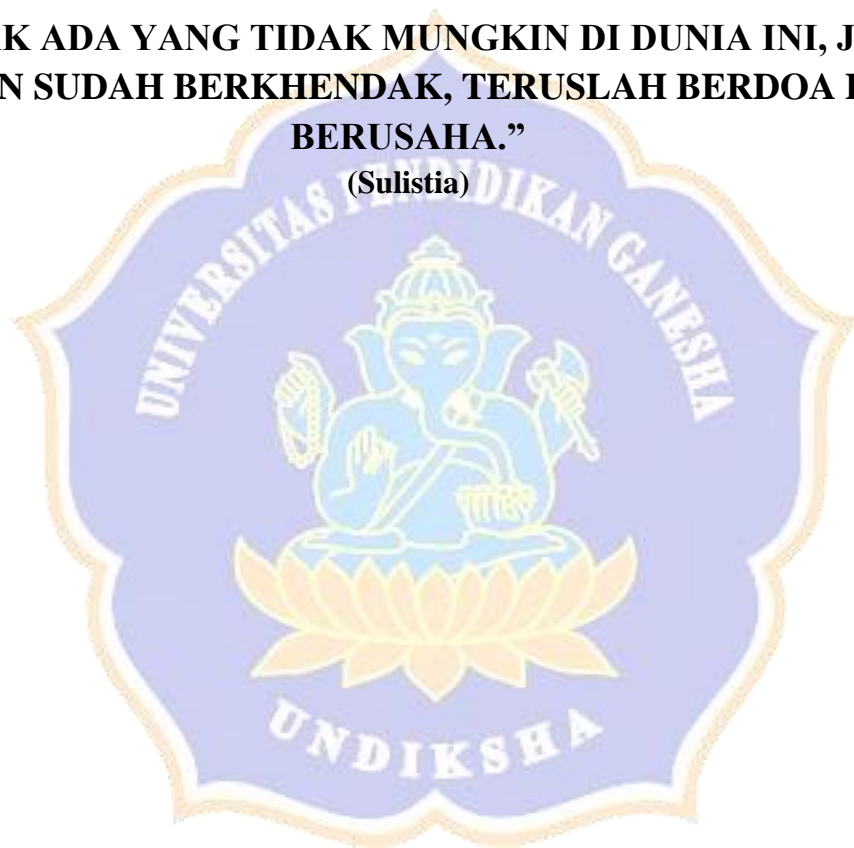 ADA YANG TIDAK MUNGKIN DI DUNIA INI,
SUDAH BERKHENDAK, TERUSLAH BERDOA
BERUSAHA.”
(Sulistia)
UNIVERSITAS PENDIDIKAN GANESHA
UNDIKSHA